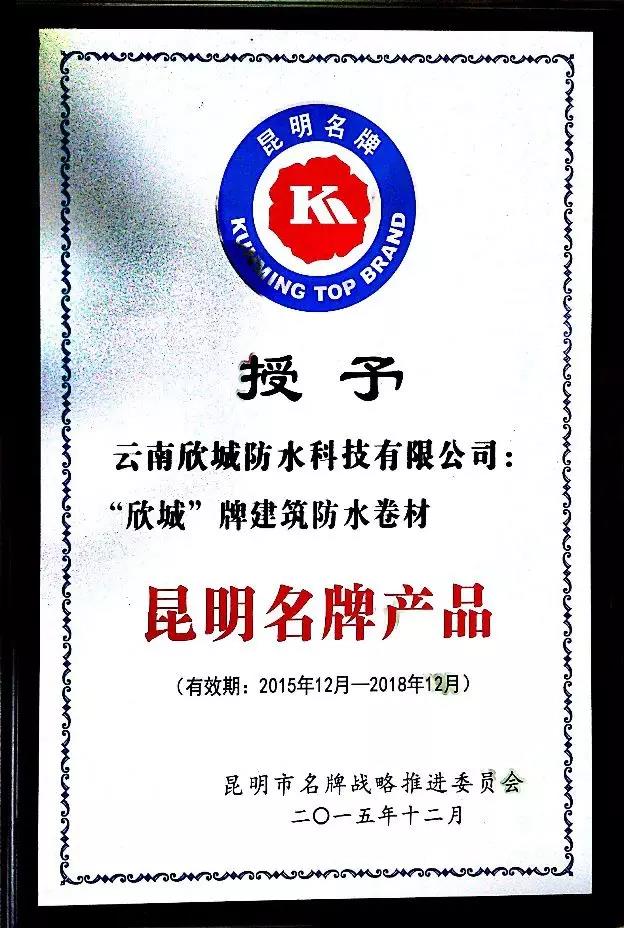 昆明名牌
KUNMING TOP BRAND
授予
云南欣城防水科技有限公司：
“欣城”牌建筑防水卷材
昆明名牌产品
（有效期：2015年12月—2018年12月）
昆明市名牌战略推进委员会
二〇一五年十二月